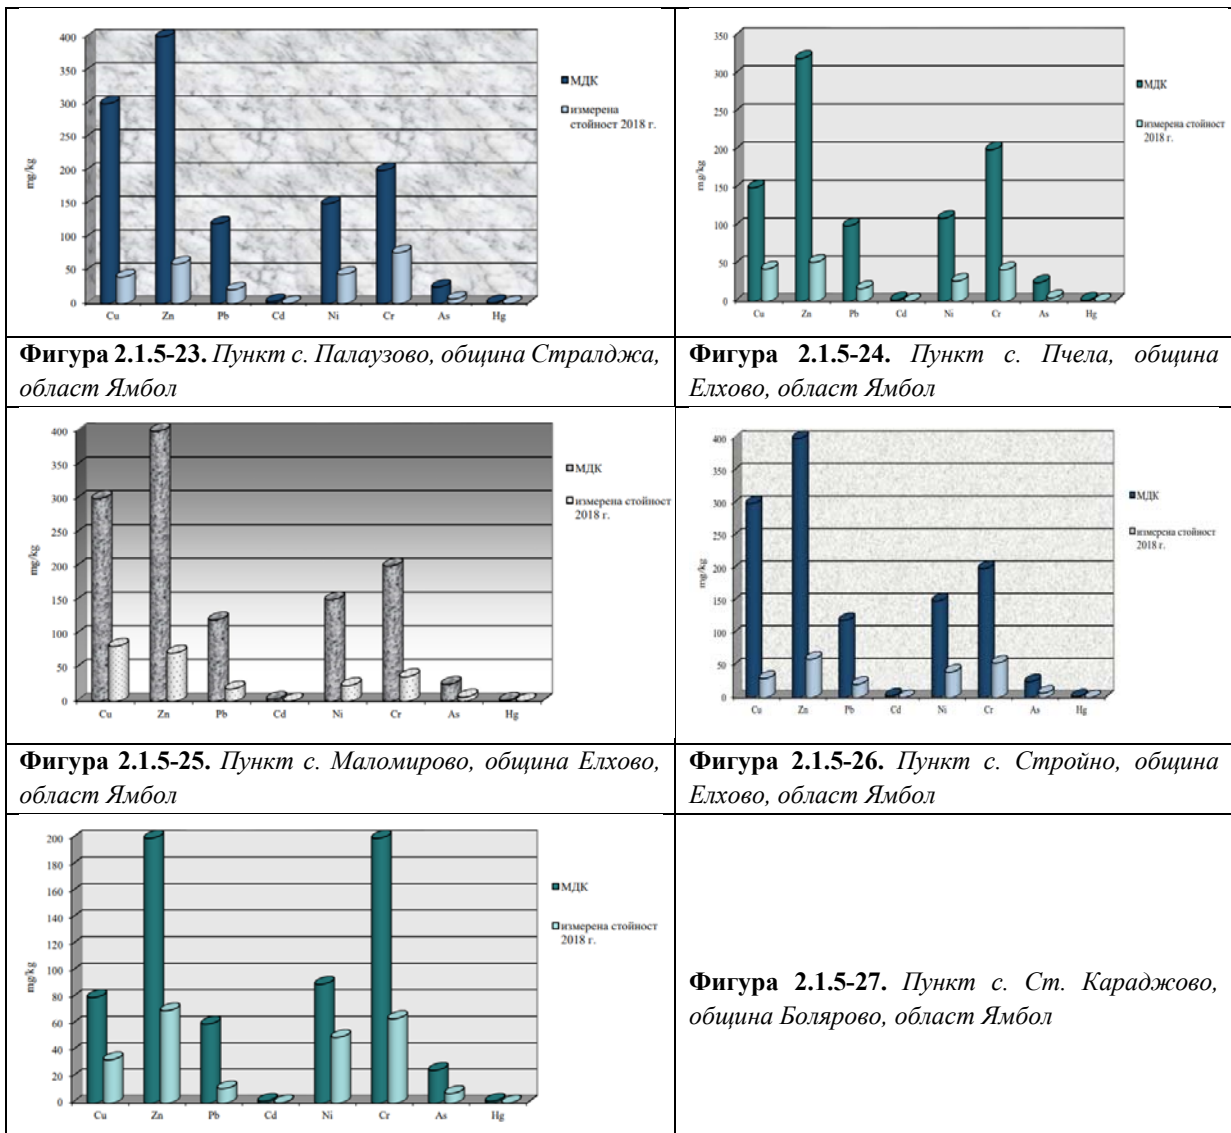 400
350
300
250
200
150
100
50
0
mg/kg
Cu Zn Pb Cd Ni Cr As Hg
МДК
измерена
стойност 2018 г.
350
300
250
200
150
100
50
0
mg/kg
Cu Zn Pb Cd Ni Cr As Hg
МДК
измерена стойност
2018 г.
Фигура 2.1.5-23. Пункт с. Палаузово, община Стралджа,
област Ямбол
Фигура 2.1.5-24. Пункт с. Пчела, община
Елхово, област Ямбол
400
350
300
250
200
150
100
50
0
mg/kg
Cu Zn Pb Cd Ni Cr As Hg
МДК
измерена стойност
2018 г.
400
350
300
250
200
150
100
50
0
mg/kg
Cu Zn Pb Cd Ni Cr As Hg
МДК
измерена стойност
2018 г.
Фигура 2.1.5-25. Пункт с. Маломирово, община Елхово,
област Ямбол
Фигура 2.1.5-26. Пункт с. Стройно, община
Елхово, област Ямбол
200
180
160
140
120
100
80
60
40
20
0
mg/kg
Cu Zn Pb Cd Ni Cr As Hg
МДК
измерена стойност
2018 г.
Фигура 2.1.5-27. Пункт с. Ст. Караджово,
община Болярово, област Ямбол